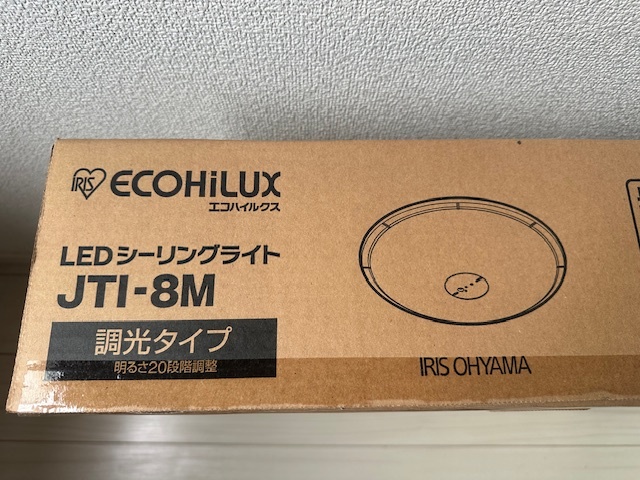 IRIS ECOHiLUX
エコハイルクス
LEDシーリングライト
JTI-8M
調光タイプ
明るさ20段階調整
IRIS OHYAMA